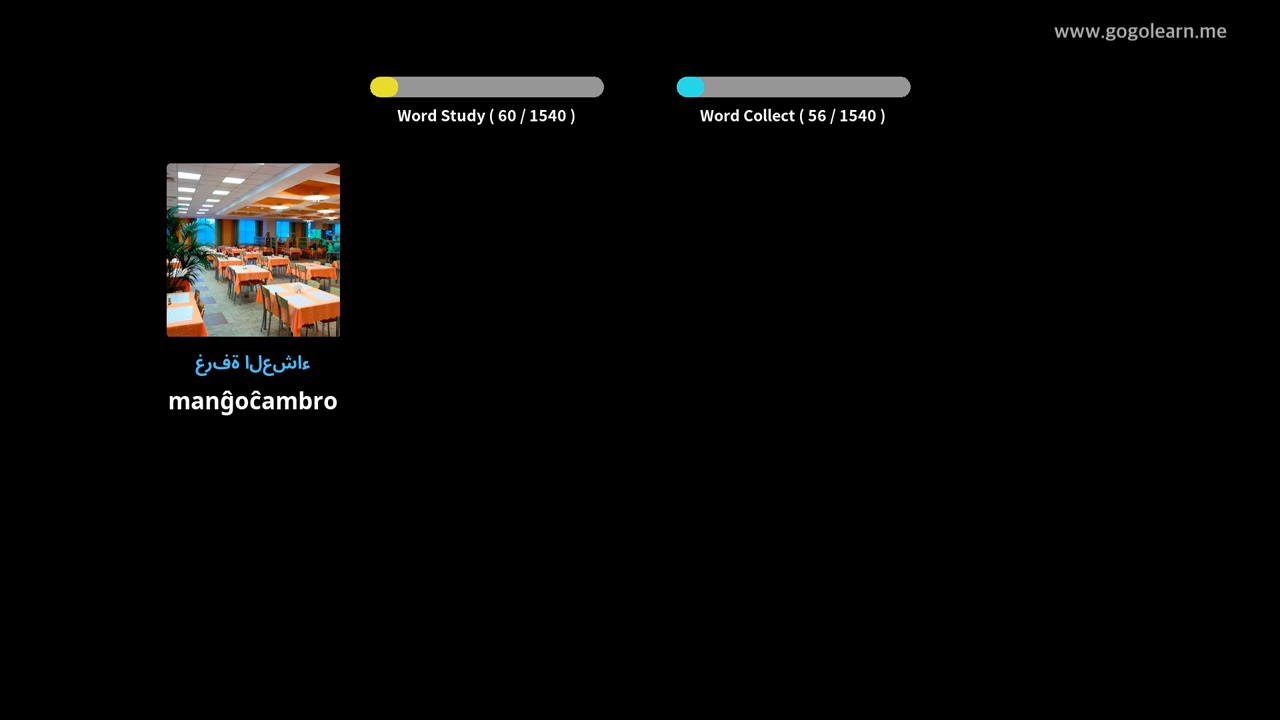 www.gogolearn.me
Word Study ( 60 / 1540 )
Word Collect ( 56 / 1540 )
غرفة العشاء
manĝoĉambro